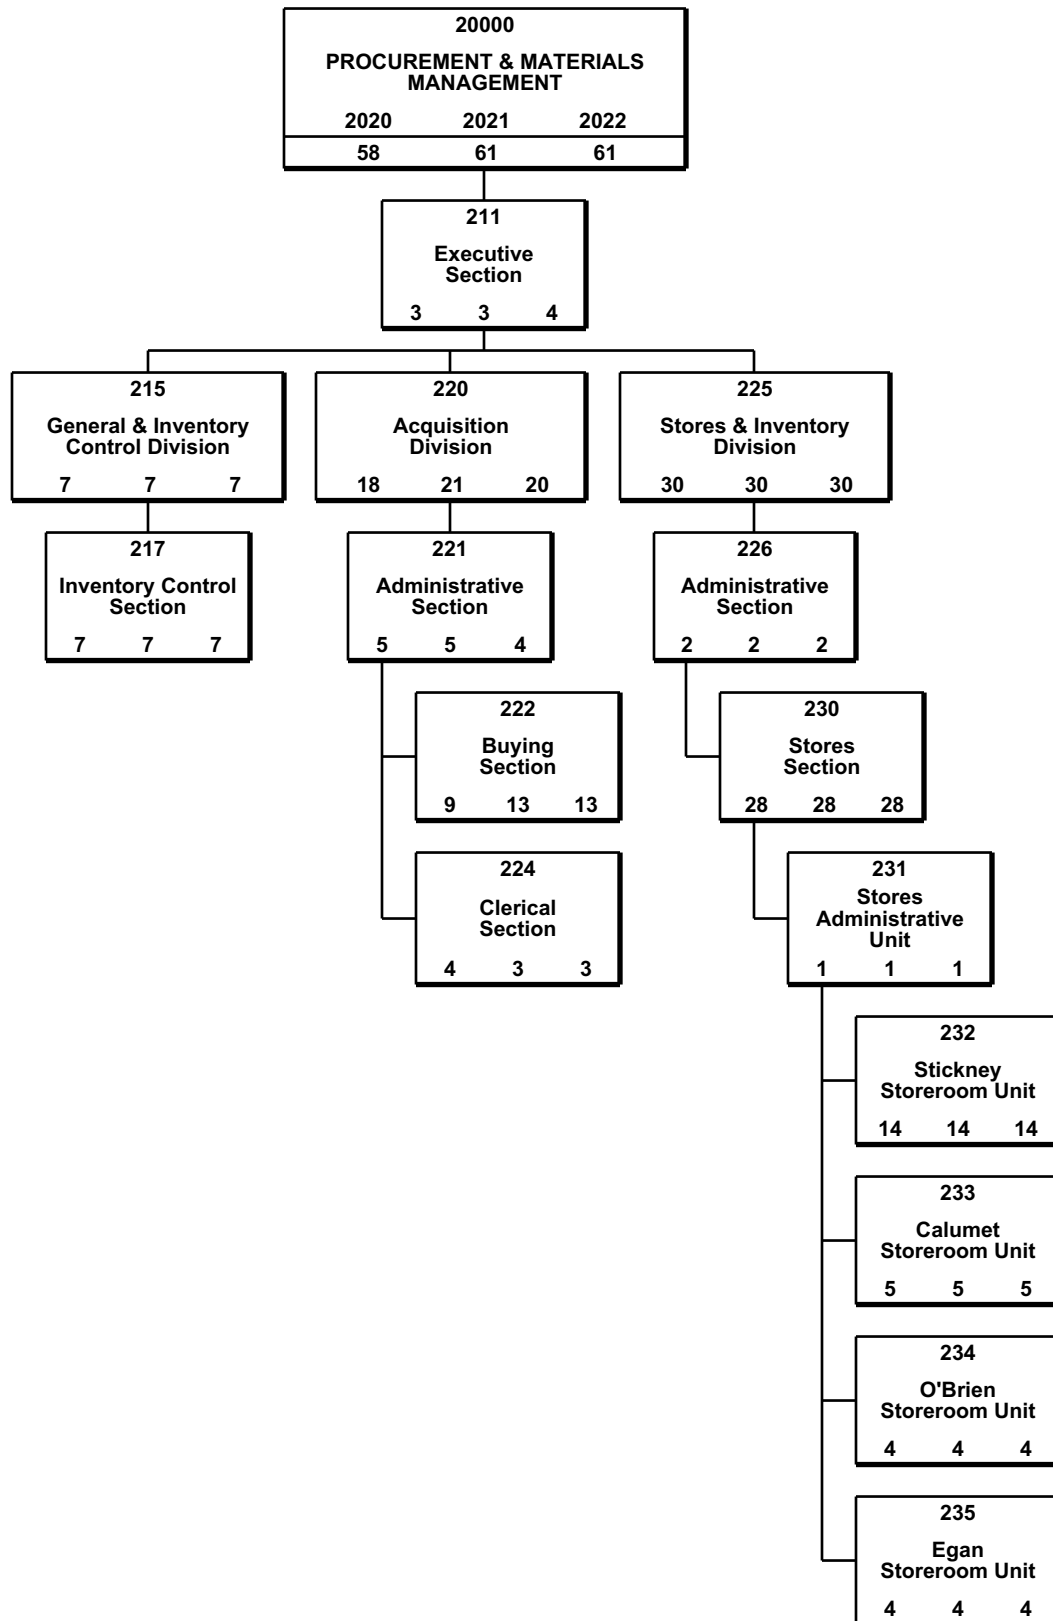 20000
PROCUREMENT & MATERIALS
MANAGEMENT
2020 2021 2022
58 61 61
211
Executive
Section
3 3 4
215
General & Inventory
Control Division
7 7 7
220
Acquisition
Division
18 21 20
225
Stores & Inventory
Division
30 30 30
217
Inventory Control
Section
7 7 7
221
Administrative
Section
5 5 4
226
Administrative
Section
2 2 2
222
Buying
Section
9 13 13
230
Stores
Section
28 28 28
224
Clerical
Section
4 3 3
231
Stores
Administrative
Unit
1 1 1
232
Stickney
Storeroom Unit
14 14 14
233
Calumet
Storeroom Unit
5 5 5
234
O'Brien
Storeroom Unit
4 4 4
235
Egan
Storeroom Unit
4 4 4